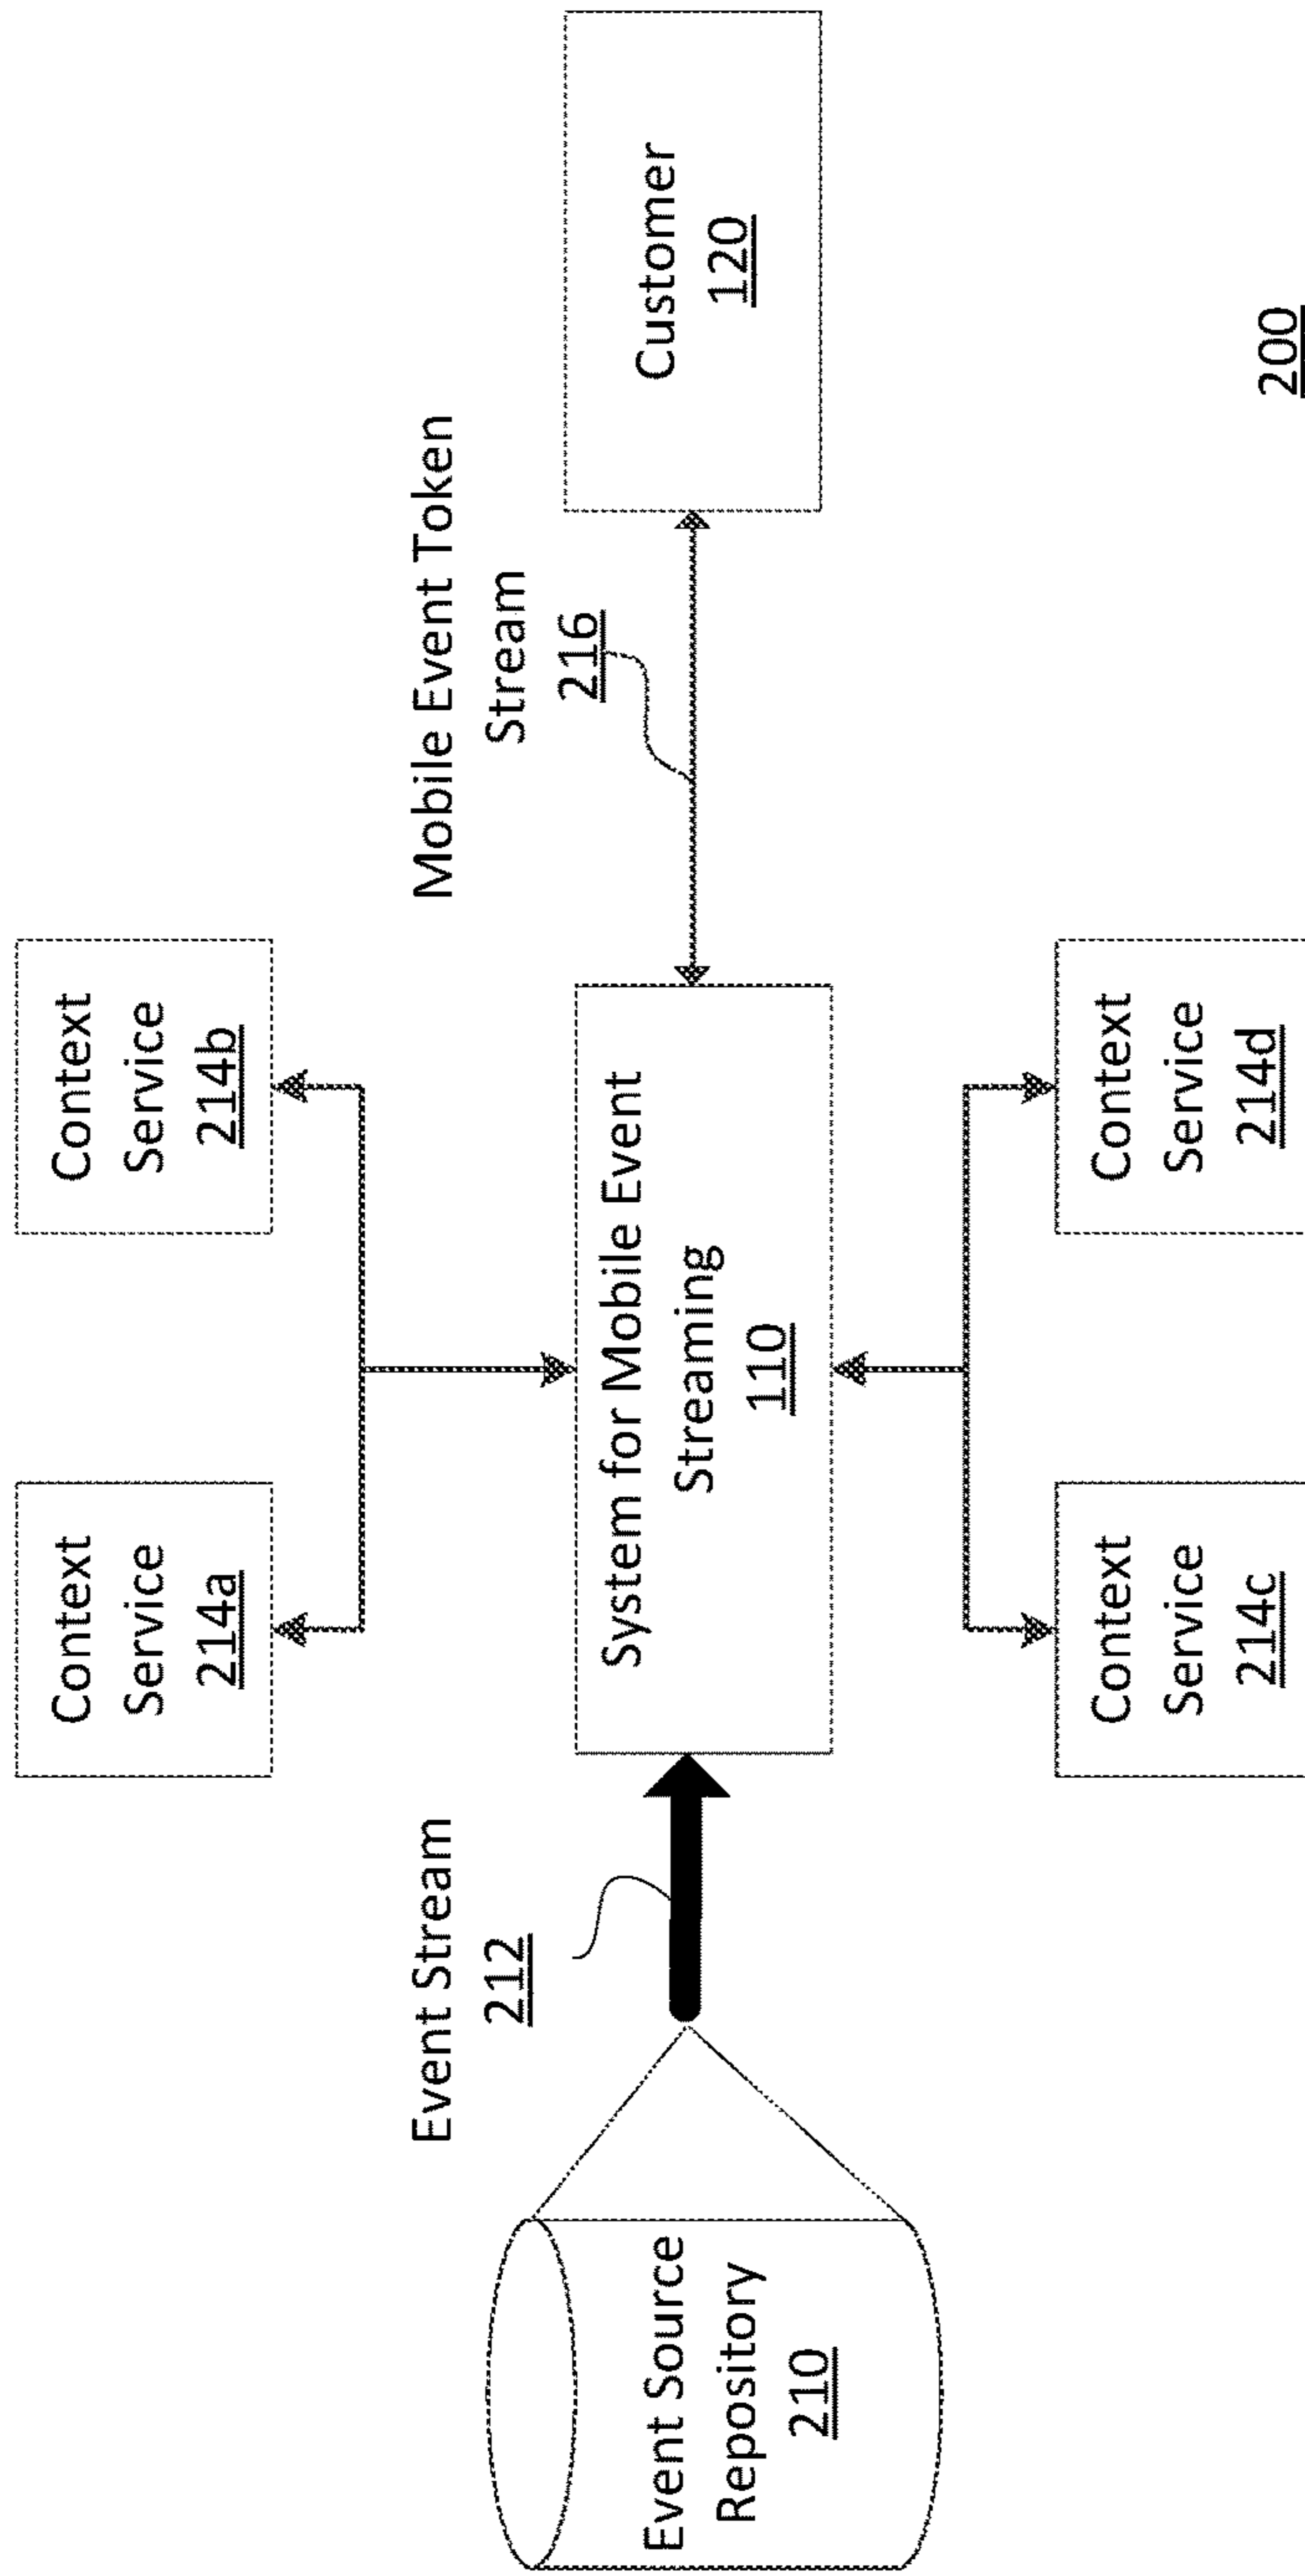 Context
Service
214a
Context
Service
214b
Event Stream
212
Mobile Event Token
Stream
216
Event Source
Repository
210
System for Mobile Event
Streaming
110
Customer
120
Context
Service
214c
Context
Service
214d
200